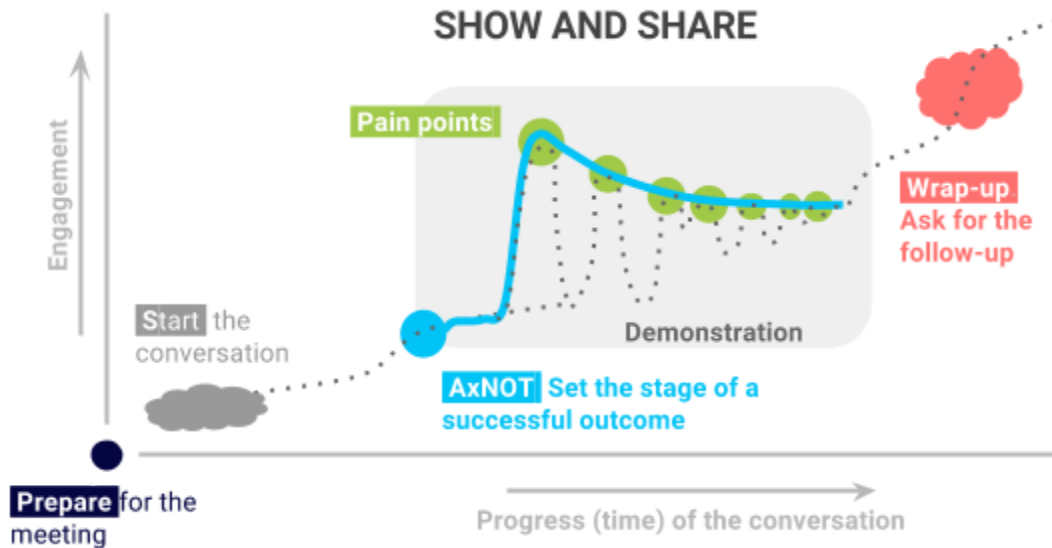 SHOW AND SHARE
Pain points
Engagement
Wrap-up
Ask for the
follow-up
Start the
conversation
Demonstration
AxNOT Set the stage of a
successful outcome
Prepare for the
meeting
Progress (time) of the conversation